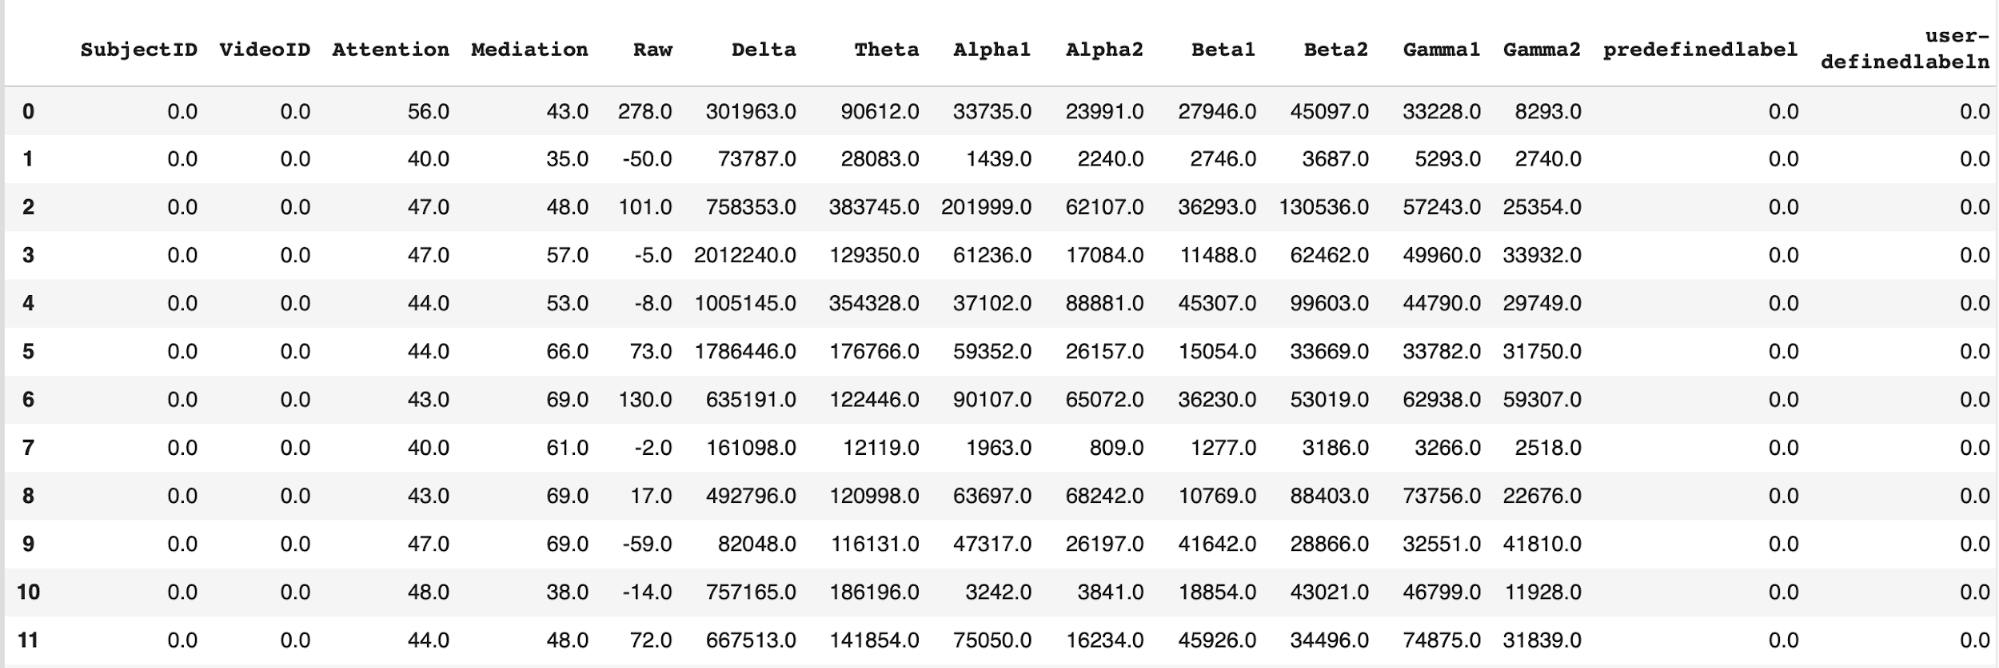 SubjectID VideoID Attention Mediation Raw Delta Theta Alpha1 Alpha2 Beta1 Beta2 Gamma1 Gamma2 predefinedlabel user-
definedlabeln
0 0.0 0.0 56.0 43.0 278.0 301963.0 90612.0 33735.0 23991.0 27946.0 45097.0 33228.0 8293.0 0.0 0.0
1 0.0 0.0 40.0 35.0 -50.0 73787.0 28083.0 1439.0 2240.0 2746.0 3687.0 5293.0 2740.0 0.0 0.0
2 0.0 0.0 47.0 48.0 101.0 758353.0 383745.0 201999.0 62107.0 36293.0 130536.0 57243.0 25354.0 0.0 0.0
3 0.0 0.0 47.0 57.0 -5.0 2012240.0 129350.0 61236.0 17084.0 11488.0 62462.0 49960.0 33932.0 0.0 0.0
4 0.0 0.0 44.0 53.0 -8.0 1005145.0 354328.0 37102.0 88881.0 45307.0 99603.0 44790.0 29749.0 0.0 0.0
5 0.0 0.0 44.0 66.0 73.0 1786446.0 176766.0 59352.0 26157.0 15054.0 33669.0 33782.0 31750.0 0.0 0.0
6 0.0 0.0 43.0 69.0 130.0 635191.0 122446.0 90107.0 65072.0 36230.0 53019.0 62938.0 59307.0 0.0 0.0
7 0.0 0.0 40.0 61.0 -2.0 161098.0 12119.0 1963.0 809.0 1277.0 3186.0 3266.0 2518.0 0.0 0.0
8 0.0 0.0 43.0 69.0 17.0 492796.0 120998.0 63697.0 68242.0 10769.0 88403.0 73756.0 22676.0 0.0 0.0
9 0.0 0.0 47.0 69.0 -59.0 82048.0 116131.0 47317.0 26197.0 41642.0 28866.0 32551.0 41810.0 0.0 0.0
10 0.0 0.0 48.0 38.0 -14.0 757165.0 186196.0 3242.0 3841.0 18854.0 43021.0 46799.0 11928.0 0.0 0.0
11 0.0 0.0 44.0 48.0 72.0 667513.0 141854.0 75050.0 16234.0 45926.0 34496.0 74875.0 31839.0 0.0 0.0